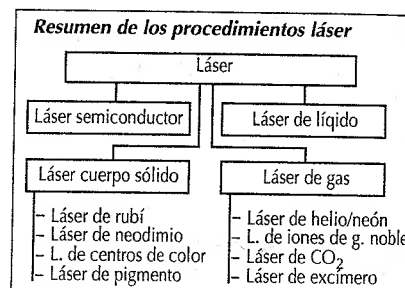 Resumen de los procedimientos láser
Láser
Láser semiconductor
Láser de líqido
Láser cuerpo sólido
Láser de gas
– Láser de rubí
– Láser de neodimio
– L. de centros de color
– Láser de pigmento
– Láser de helio/neón
– L. de iones de g. noble
– Láser de CO₂
– Láser de excímero